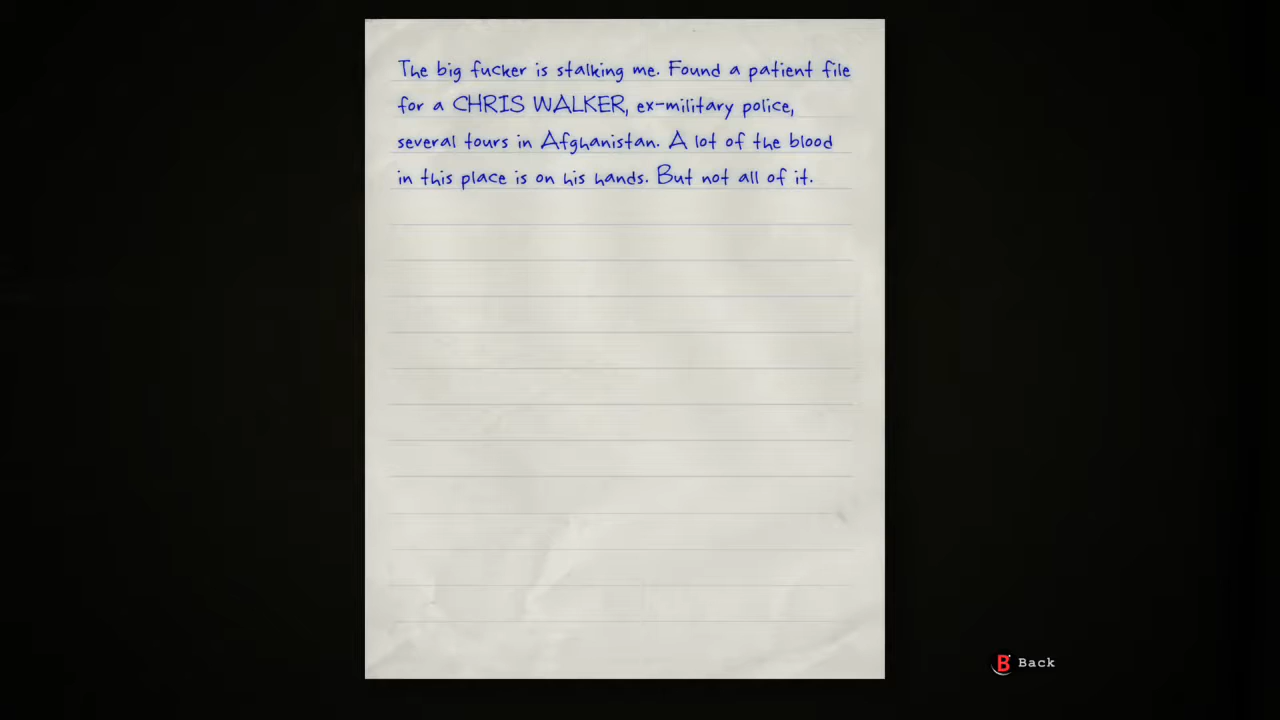 The big fucker is stalking me. Found a patient file
for a CHRIS WALKER, ex-military police,
several tours in Afghanistan. A lot of the blood
in this place is on his hands. But not all of it.
B Back